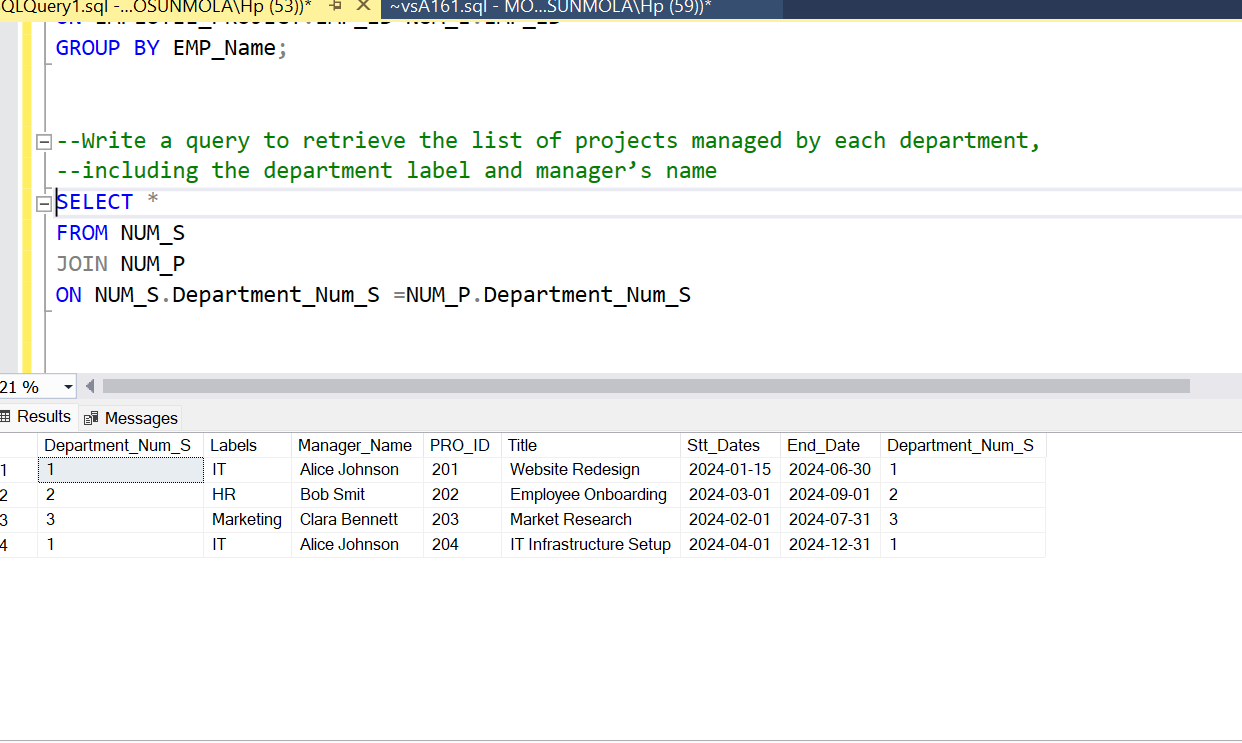 QLQuery1.sql -...OSUNMOLA\Hp (53))* ~vsA161.sql - MO...SUNMOLA\Hp (59))*
GROUP BY EMP_Name;
--Write a query to retrieve the list of projects managed by each department,
--including the department label and manager’s name
SELECT *
FROM NUM_S
JOIN NUM_P
ON NUM_S.Department_Num_S =NUM_P.Department_Num_S
21 %
Results Messages
Department_Num_S Labels Manager_Name PRO_ID Title Stt_Dates End_Date Department_Num_S
1 1 IT Alice Johnson 201 Website Redesign 2024-01-15 2024-06-30 1
2 2 HR Bob Smit 202 Employee Onboarding 2024-03-01 2024-09-01 2
3 3 Marketing Clara Bennett 203 Market Research 2024-02-01 2024-07-31 3
4 1 IT Alice Johnson 204 IT Infrastructure Setup 2024-04-01 2024-12-31 1